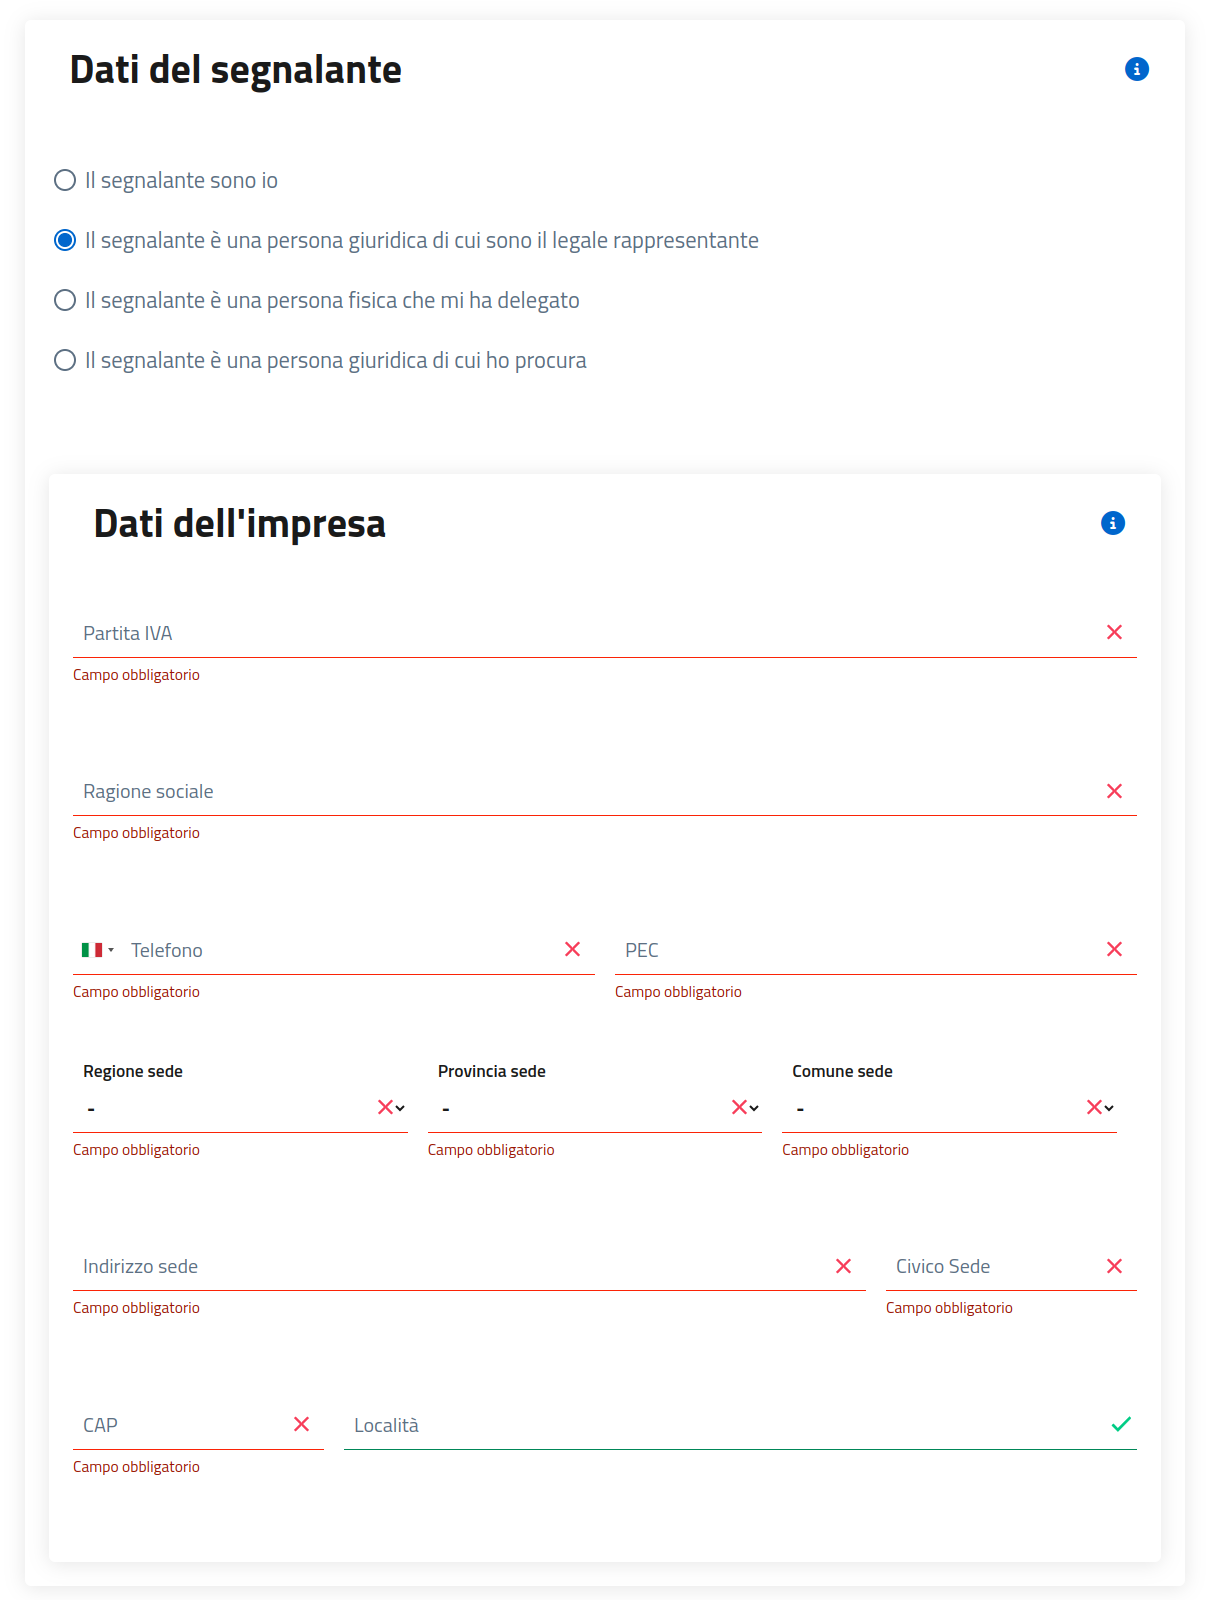 Dati del segnalante
Il segnalante sono io
Il segnalante è una persona giuridica di cui sono il legale rappresentante
Il segnalante è una persona fisica che mi ha delegato
Il segnalante è una persona giuridica di cui ho procura
Dati dell'impresa
Partita IVA
Campo obbligatorio
Ragione sociale
Campo obbligatorio
Telefono PEC
Campo obbligatorio Campo obbligatorio
Regione sede Provincia sede Comune sede
- - -
Campo obbligatorio Campo obbligatorio Campo obbligatorio
Indirizzo sede Civico Sede
Campo obbligatorio Campo obbligatorio
CAP Località
Campo obbligatorio